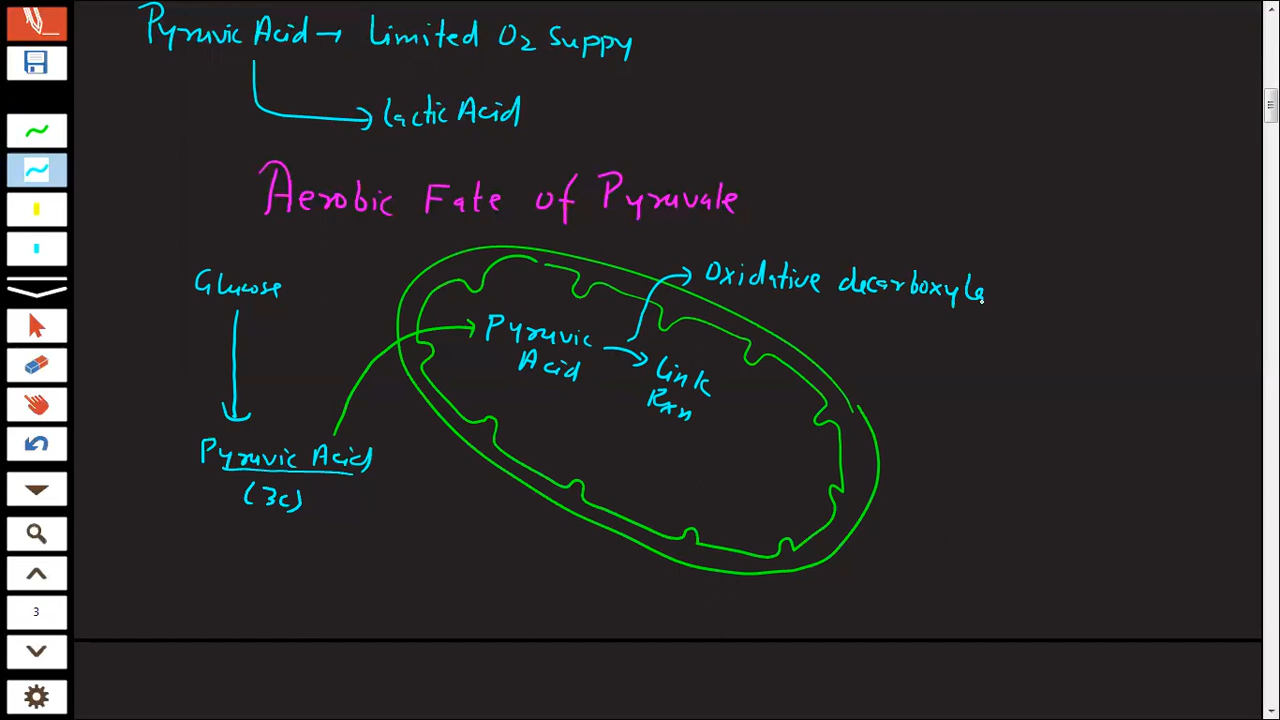 Pyruvic Acid → Limited O2 Suppy
Lactic Acid
Aerobic Fate of Pyruvate
Glucose
Oxidative decarboxyla
Pyruvic
Acid
Link
Rxn
Pyruvic Acid
(3c)
3